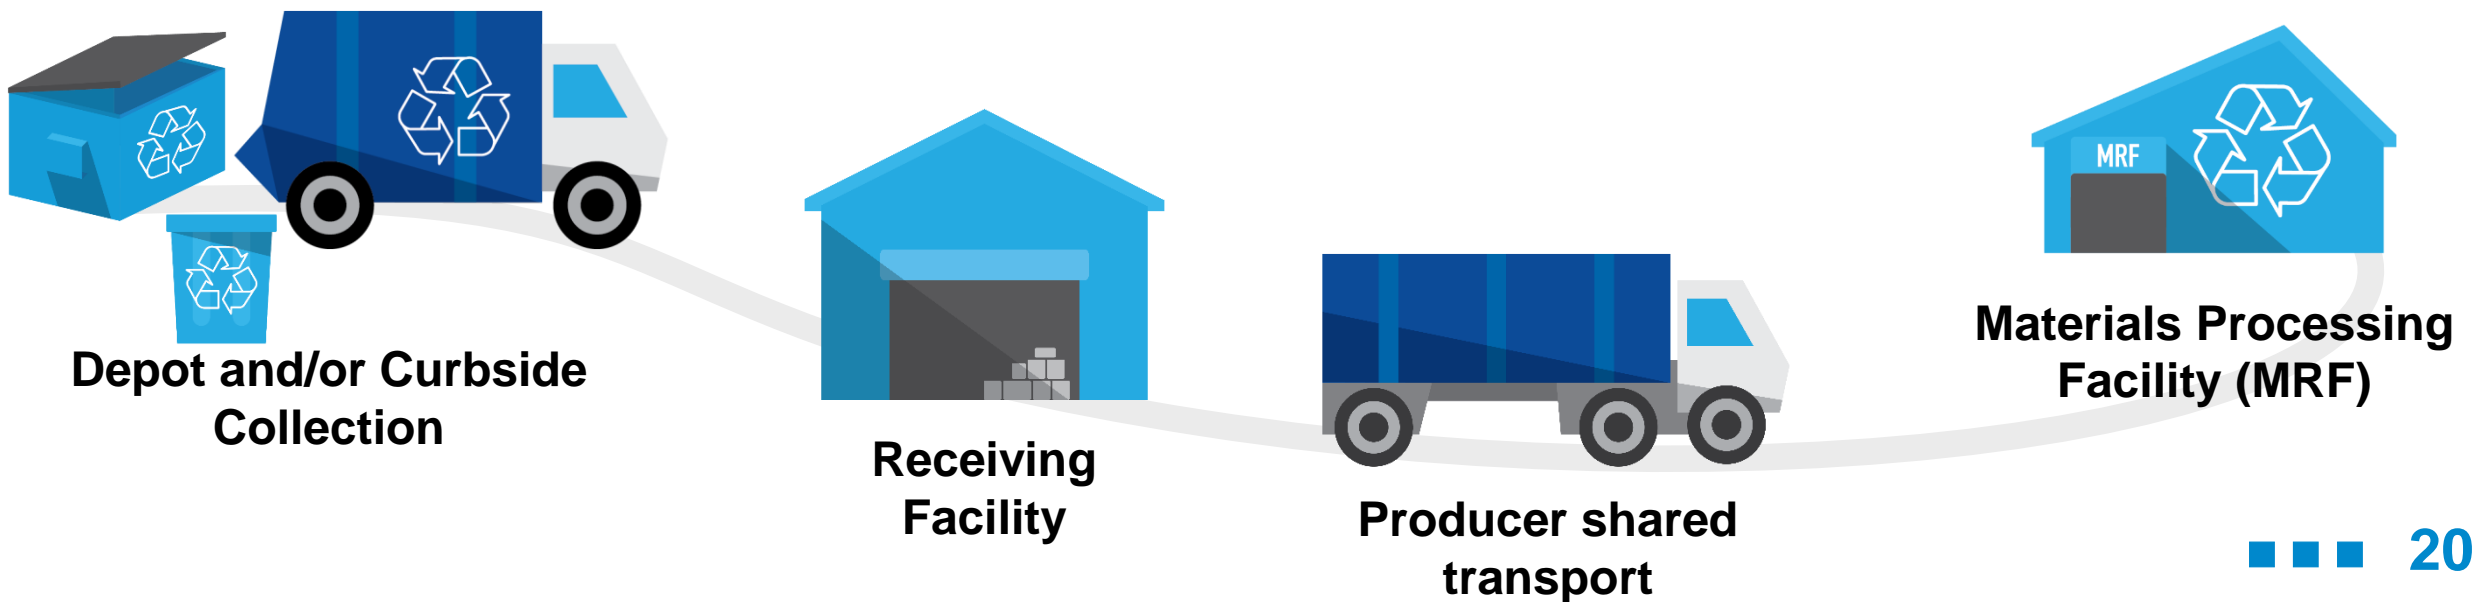 Depot and/or Curbside
Collection
Receiving
Facility
Producer shared
transport
MRF
Materials Processing
Facility (MRF)
20